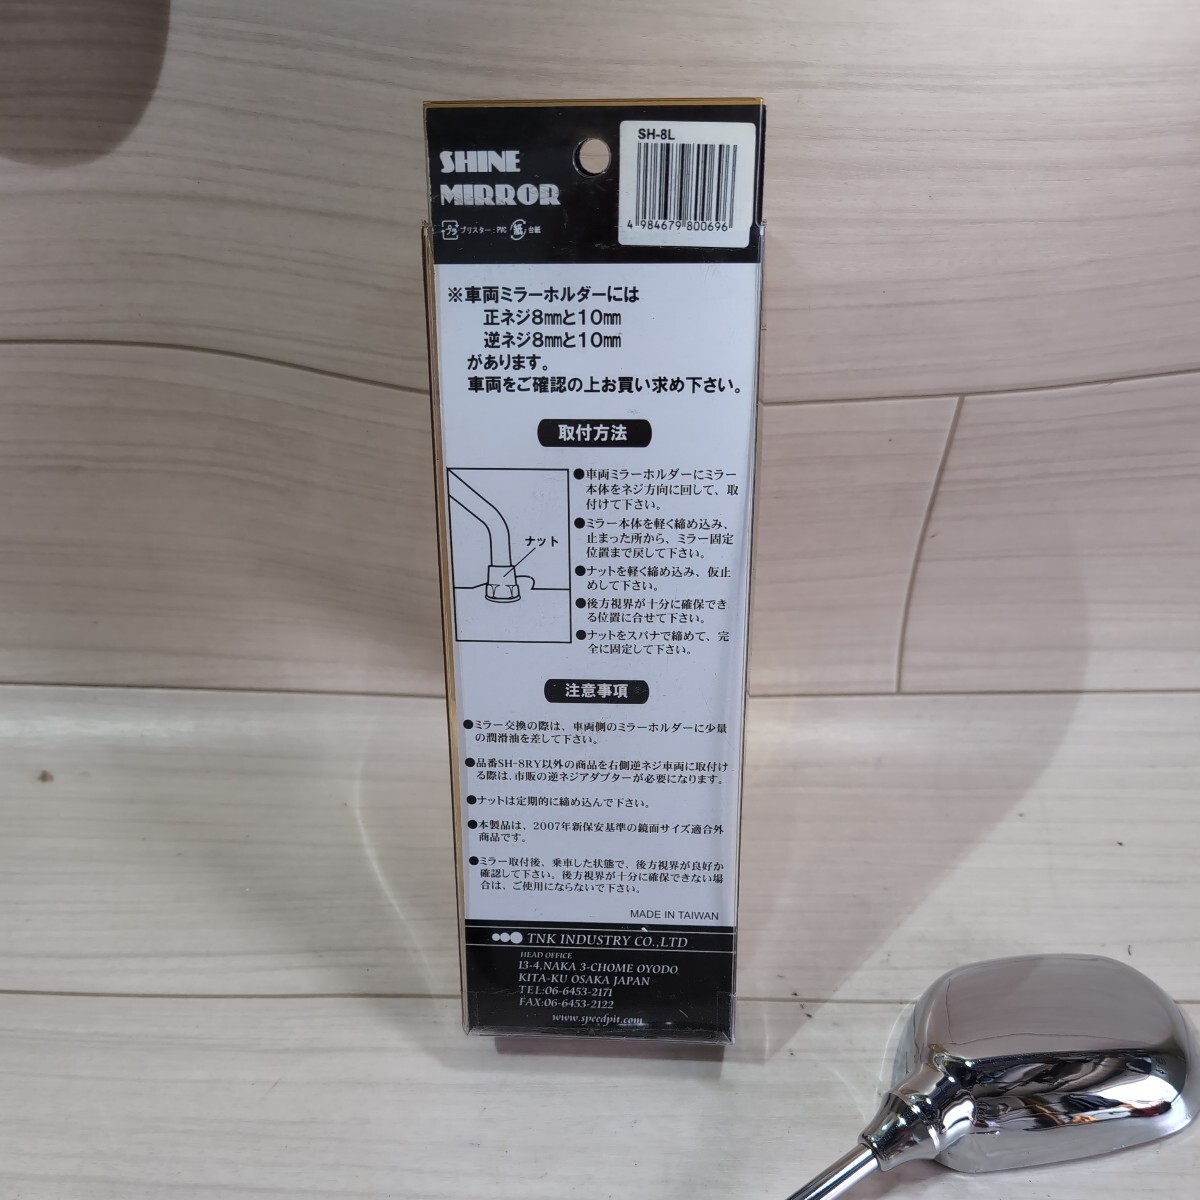 SHINE
MIRROR
プラ ブリスター：PVC 紙 台紙
SH-8L
4 984679 800696
※車両ミラーホルダーには
正ネジ8㎜と10㎜
逆ネジ8㎜と10㎜
があります。
車両をご確認の上お買い求め下さい。
取付方法
ナット
●車両ミラーホルダーにミラー
本体をネジ方向に回して、取
付けて下さい。
●ミラー本体を軽く締め込み、
止まった所から、ミラー固定
位置まで戻して下さい。
●ナットを軽く締め込み、仮止
めして下さい。
●後方視界が十分に確保でき
る位置に合せて下さい。
●ナットをスパナで締めて、完
全に固定して下さい。
注意事項
●ミラー交換の際は、車両側のミラーホルダーに少量
の潤滑油を差して下さい。
●品番SH-8RY以外の商品を右側逆ネジ車両に取付け
る際は、市販の逆ネジアダプターが必要になります。
●ナットは定期的に締め込んで下さい。
●本製品は、2007年新保安基準の鏡面サイズ適合外
商品です。
●ミラー取付後、乗車した状態で、後方視界が良好か
確認して下さい。後方視界が十分に確保できない場
合は、ご使用にならないで下さい。
MADE IN TAIWAN
TNK INDUSTRY CO.,LTD
HEAD OFFICE
13-4,NAKA 3-CHOME OYODO
KITA-KU OSAKA JAPAN
TEL:06-6453-2171
FAX:06-6453-2122
www.speedpit.com